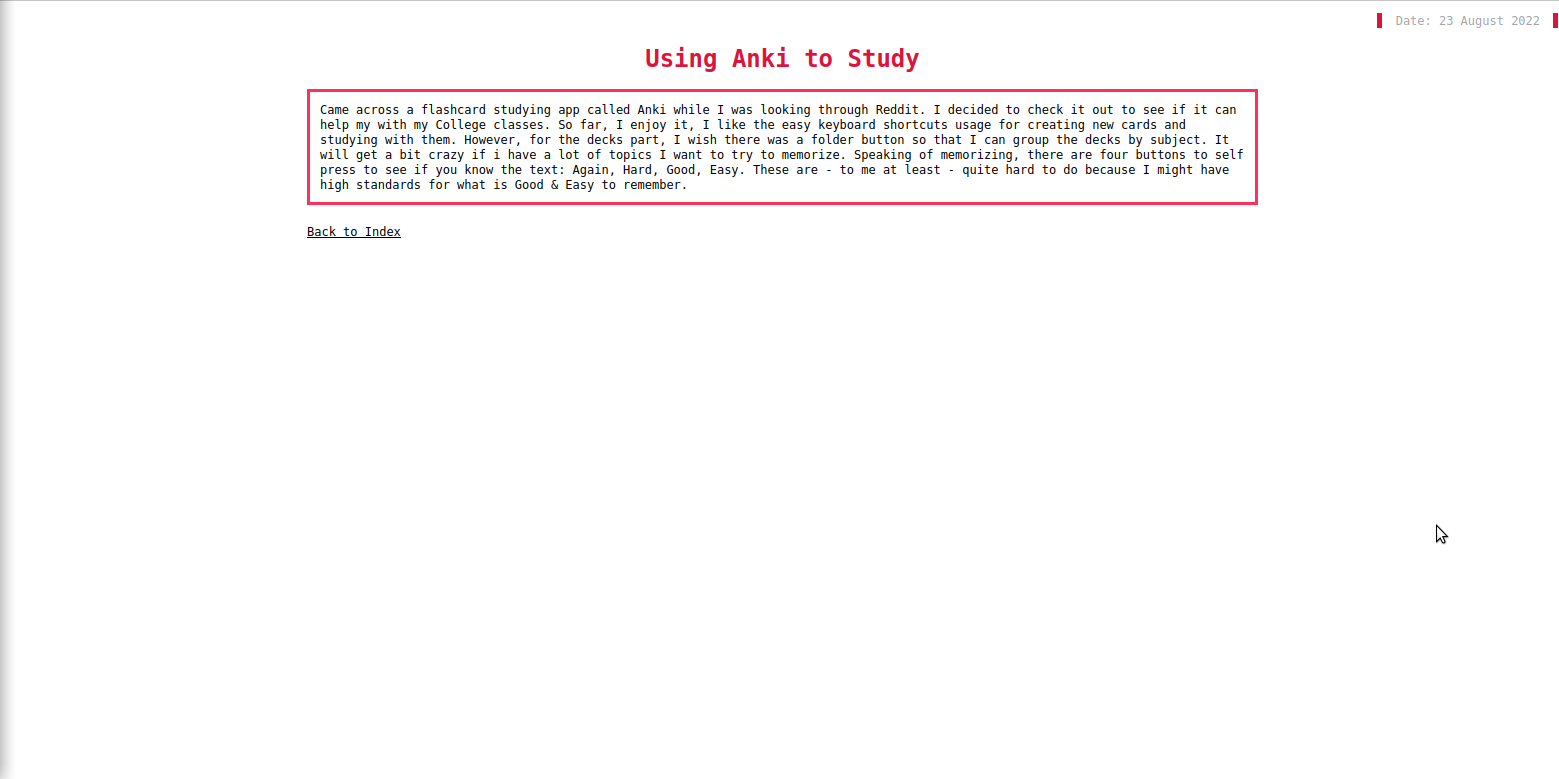 Date: 23 August 2022
Using Anki to Study
Came across a flashcard studying app called Anki while I was looking through Reddit. I decided to check it out to see if it can
help my with my College classes. So far, I enjoy it, I like the easy keyboard shortcuts usage for creating new cards and
studying with them. However, for the decks part, I wish there was a folder button so that I can group the decks by subject. It
will get a bit crazy if i have a lot of topics I want to try to memorize. Speaking of memorizing, there are four buttons to self
press to see if you know the text: Again, Hard, Good, Easy. These are - to me at least - quite hard to do because I might have
high standards for what is Good & Easy to remember.
Back to Index